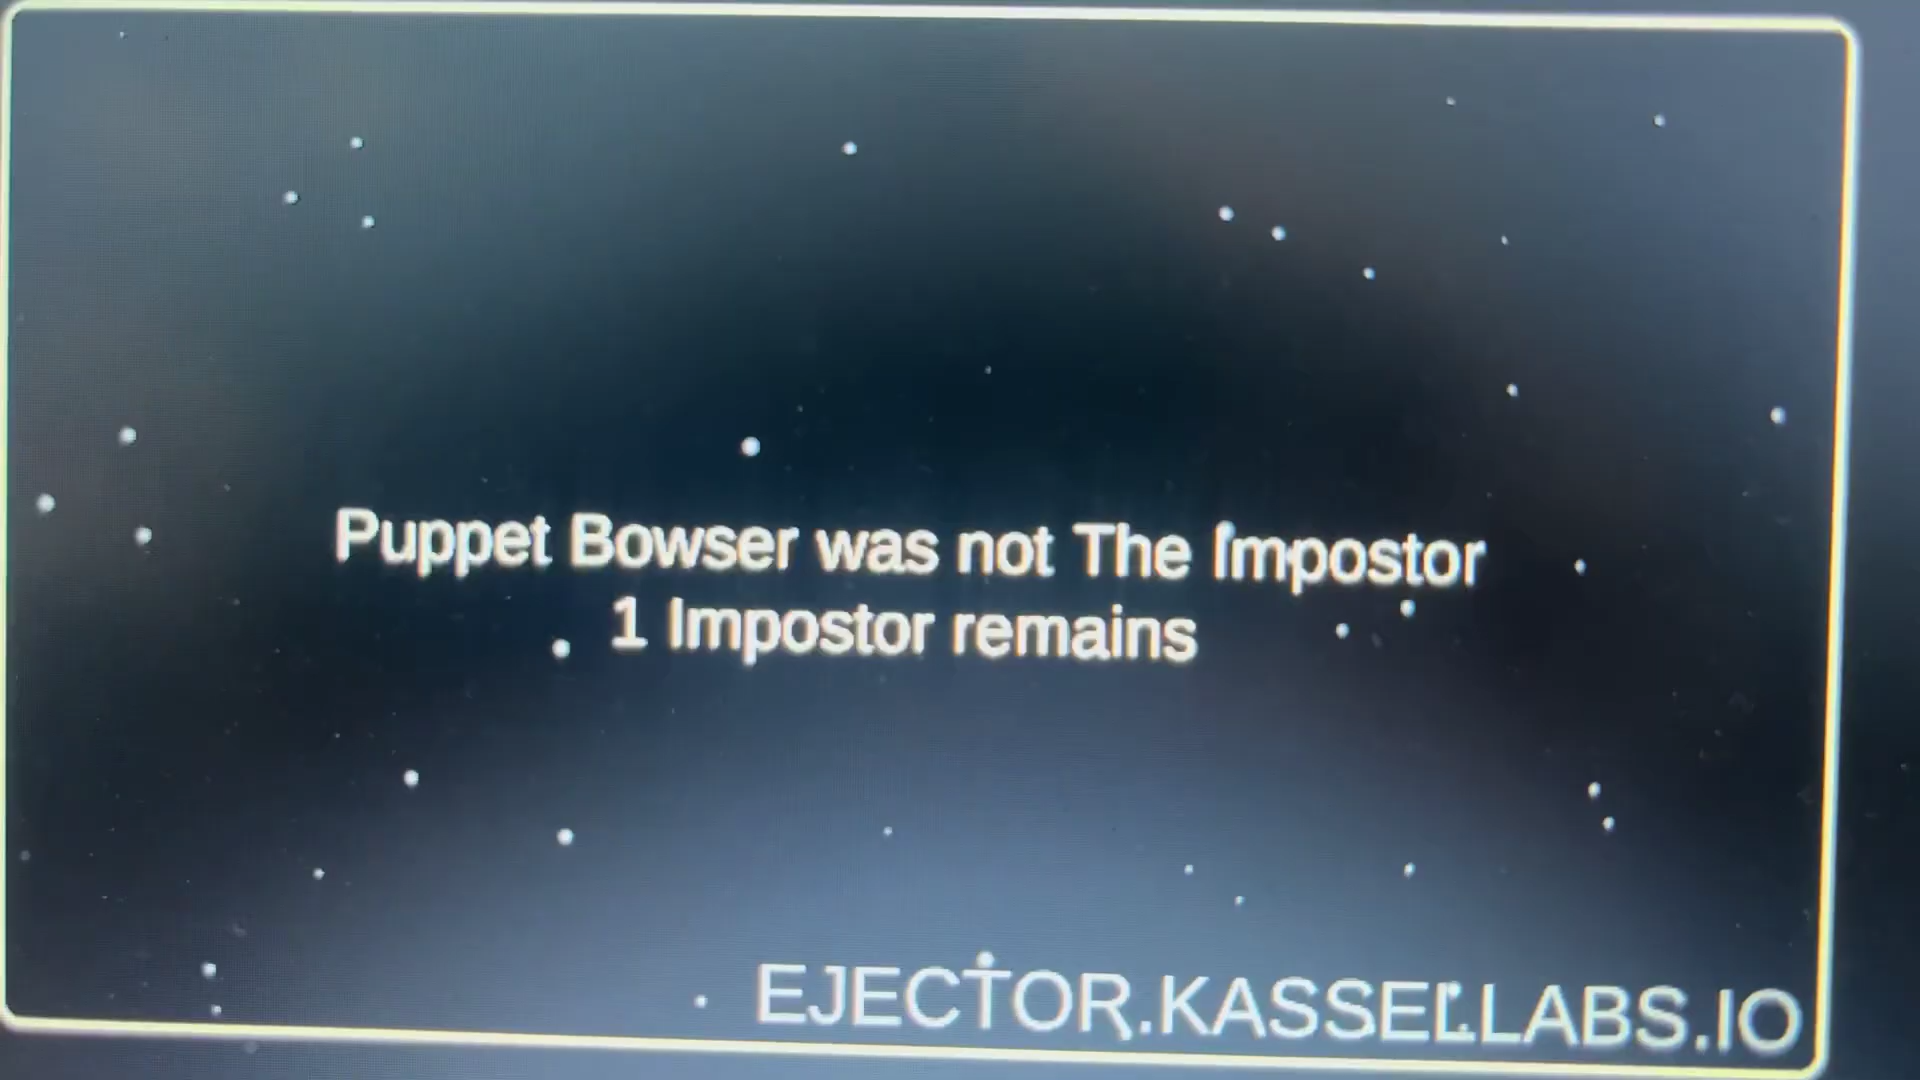 Puppet Bowser was not The Impostor
1 Impostor remains
EJECTOR.KASSELLABS.IO